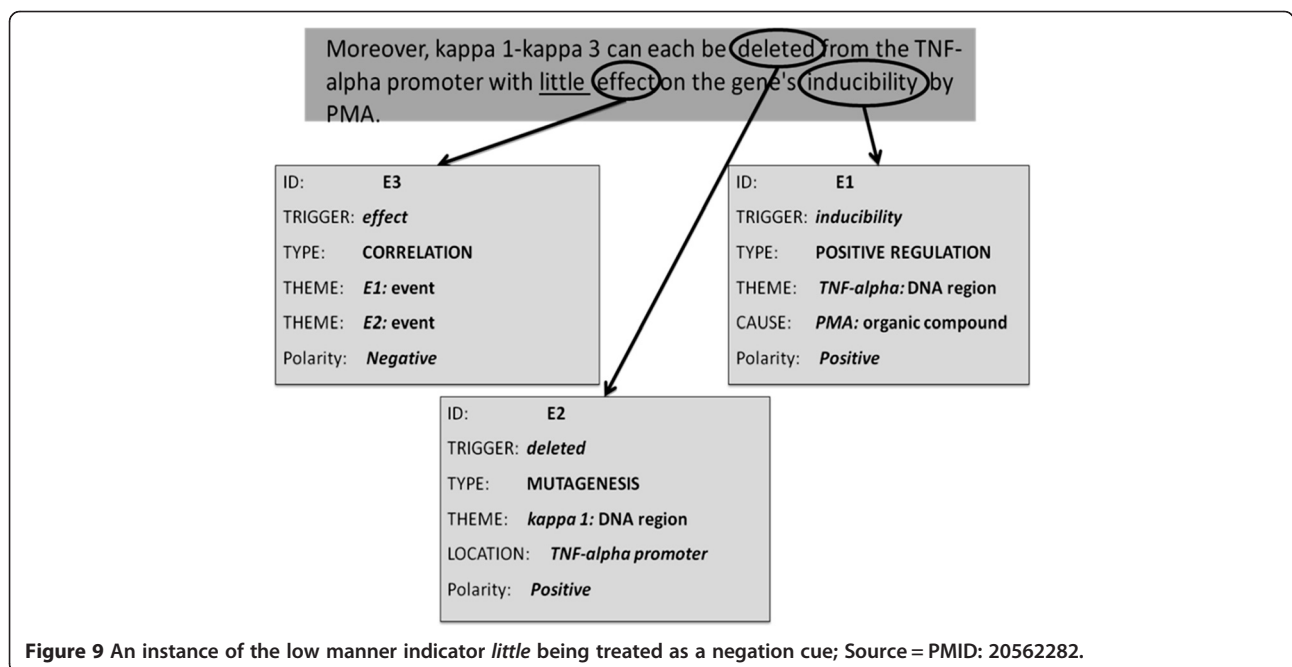 Moreover, kappa 1-kappa 3 can each be deleted from the TNF-
alpha promoter with little effect on the gene's inducibility by
PMA.
ID: E3
TRIGGER: effect
TYPE: CORRELATION
THEME: E1: event
THEME: E2: event
Polarity: Negative
ID: E1
TRIGGER: inducibility
TYPE: POSITIVE REGULATION
THEME: TNF-alpha: DNA region
CAUSE: PMA: organic compound
Polarity: Positive
ID: E2
TRIGGER: deleted
TYPE: MUTAGENESIS
THEME: kappa 1: DNA region
LOCATION: TNF-alpha promoter
Polarity: Positive
Figure 9 An instance of the low manner indicator little being treated as a negation cue; Source = PMID: 20562282.